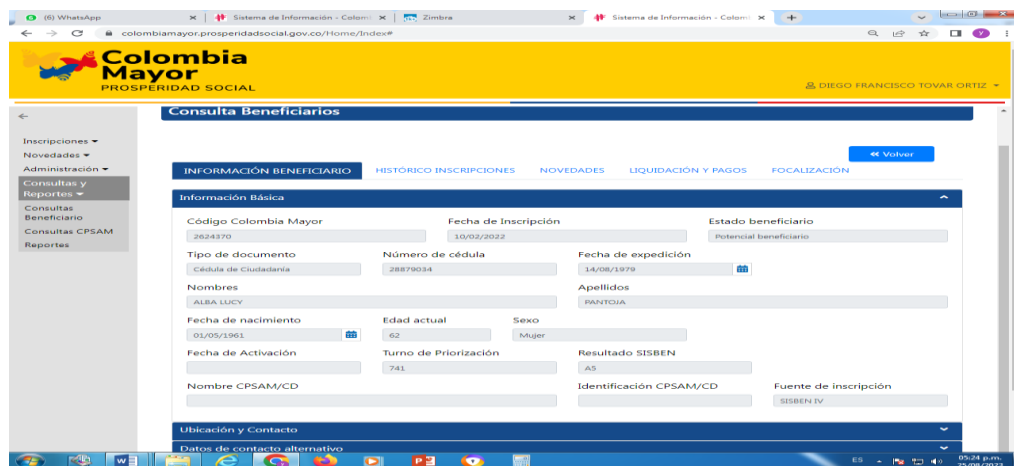 (6) WhatsApp
Sistema de Información - Colom
Zimbra
Sistema de Información - Colom
colombiamayor.prosperidadsocial.gov.co/Home/Index#
Y
Colombia
Mayor
PROSPERIDAD SOCIAL
DIEGO FRANCISCO TOVAR ORTIZ
Consulta Beneficiarios
Inscripciones
Novedades
Administración
Consultas y
Reportes
Consultas
Beneficiario
Consultas CPSAM
Reportes
Volver
INFORMACIÓN BENEFICIARIO HISTÓRICO INSCRIPCIONES NOVEDADES LIQUIDACIÓN Y PAGOS FOCALIZACIÓN
Información Básica
Código Colombia Mayor Fecha de Inscripción Estado beneficiario
2624370 10/02/2022 Potencial beneficiario
Tipo de documento Número de cédula Fecha de expedición
Cédula de Ciudadanía 28879034 14/08/1979
Nombres Apellidos
ALBA LUCY PANTOJA
Fecha de nacimiento Edad actual Sexo
01/05/1961 62 Mujer
Fecha de Activación Turno de Priorización Resultado SISBEN
741 A5
Nombre CPSAM/CD Identificación CPSAM/CD Fuente de inscripción
SISBEN IV
Ubicación y Contacto
Datos de contacto alternativo
ES
05:24 p.m.
25/08/2023